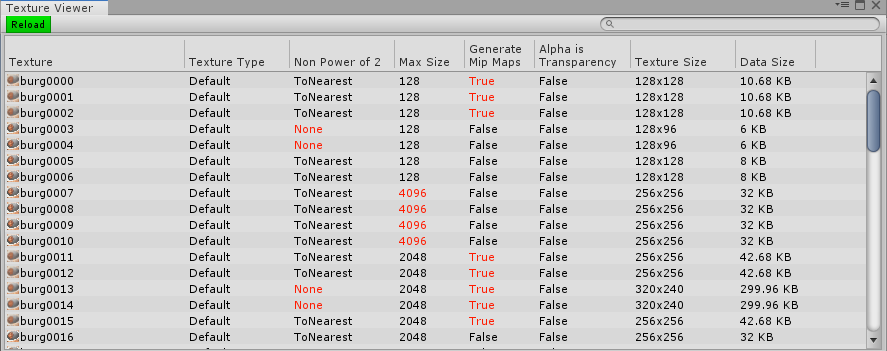 Texture Viewer
Reload
Texture Texture Type Non Power of 2 Max Size Generate Mip Maps Alpha is Transparency Texture Size Data Size
burg0000 Default ToNearest 128 True False 128x128 10.68 KB
burg0001 Default ToNearest 128 True False 128x128 10.68 KB
burg0002 Default ToNearest 128 True False 128x128 10.68 KB
burg0003 Default None 128 False False 128x96 6 KB
burg0004 Default None 128 False False 128x96 6 KB
burg0005 Default ToNearest 128 False False 128x128 8 KB
burg0006 Default ToNearest 128 False False 128x128 8 KB
burg0007 Default ToNearest 4096 False False 256x256 32 KB
burg0008 Default ToNearest 4096 False False 256x256 32 KB
burg0009 Default ToNearest 4096 False False 256x256 32 KB
burg0010 Default ToNearest 4096 False False 256x256 32 KB
burg0011 Default ToNearest 2048 True False 256x256 42.68 KB
burg0012 Default ToNearest 2048 True False 256x256 42.68 KB
burg0013 Default None 2048 True False 320x240 299.96 KB
burg0014 Default None 2048 True False 320x240 299.96 KB
burg0015 Default ToNearest 2048 True False 256x256 42.68 KB
burg0016 Default ToNearest 2048 False False 256x256 32 KB